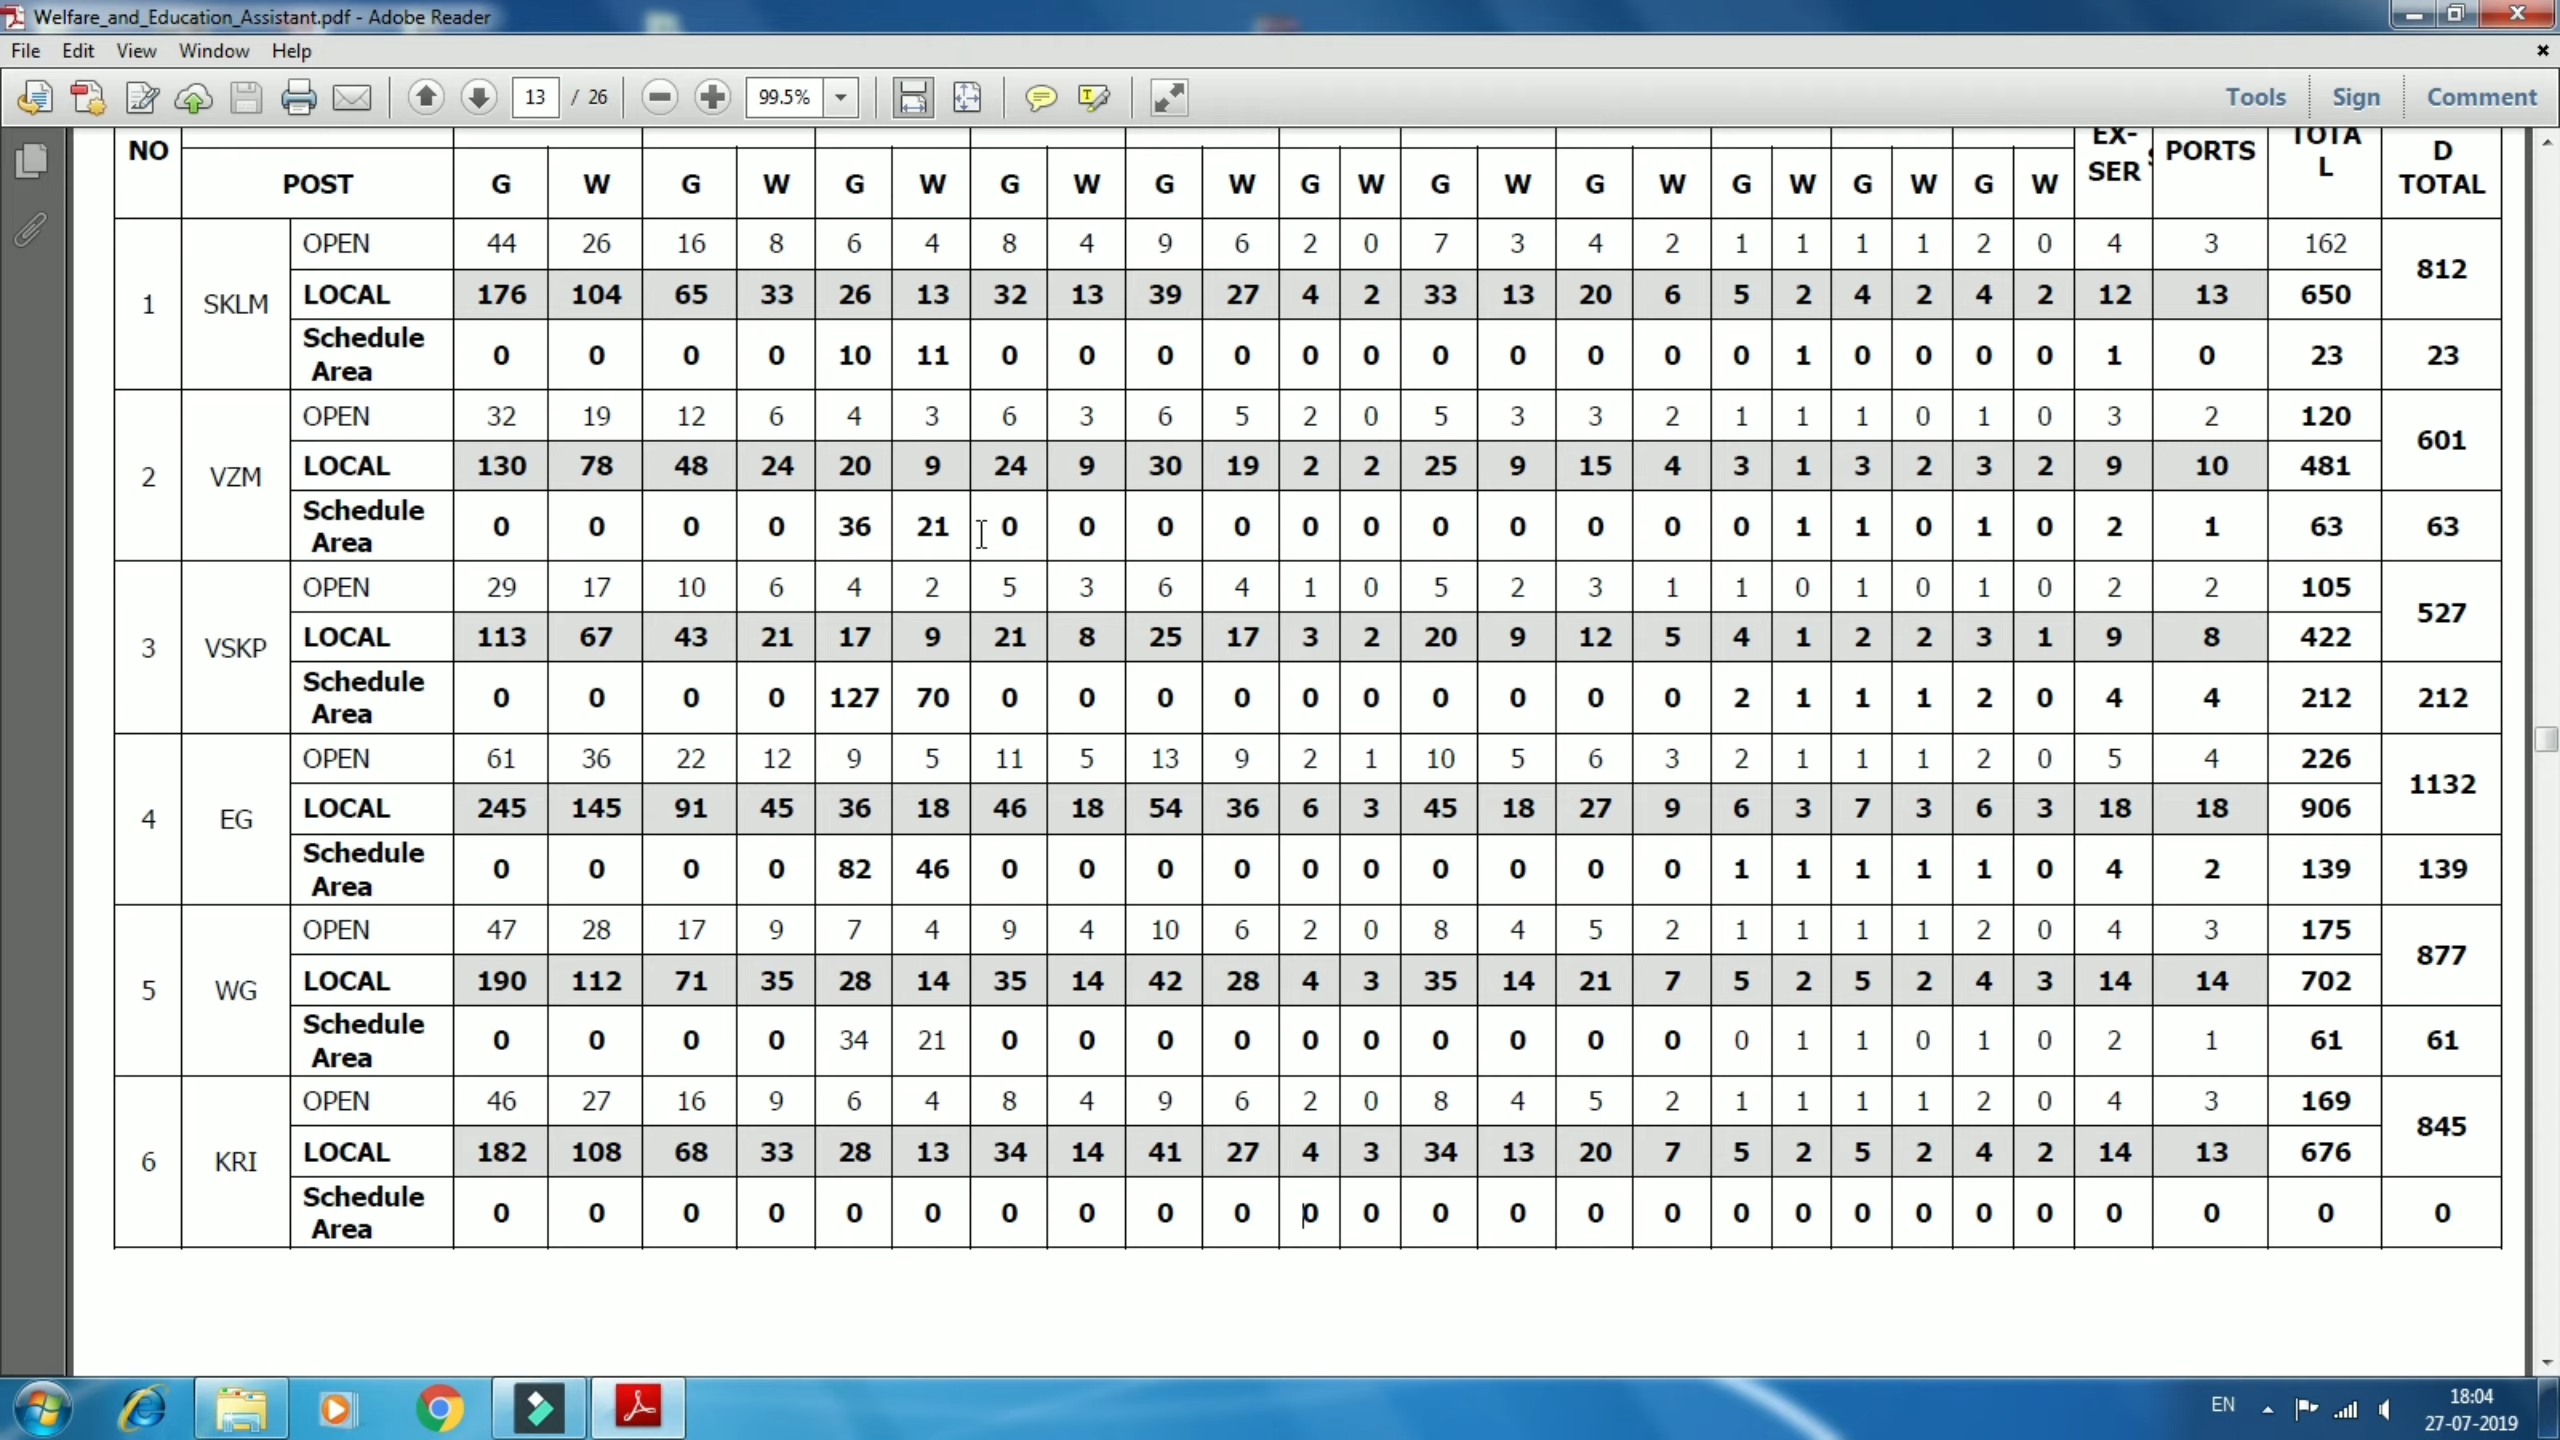 Welfare_and_Education_Assistant.pdf - Adobe Reader
File Edit View Window Help
13 / 26 99.5% Tools Sign Comment
NO POST G W G W G W G W G W G W G W G W G W G W G W EX-SER PORTS TOTAL D TOTAL
1 SKLM OPEN 44 26 16 8 6 4 8 4 9 6 2 0 7 3 4 2 1 1 1 1 2 0 4 3 162 812
LOCAL 176 104 65 33 26 13 32 13 39 27 4 2 33 13 20 6 5 2 4 2 4 2 12 13 650
Schedule Area 0 0 0 0 10 11 0 0 0 0 0 0 0 0 0 0 0 1 0 0 0 0 1 0 23 23
2 VZM OPEN 32 19 12 6 4 3 6 3 6 5 2 0 5 3 3 2 1 1 1 0 1 0 3 2 120 601
LOCAL 130 78 48 24 20 9 24 9 30 19 2 2 25 9 15 4 3 1 3 2 3 2 9 10 481
Schedule Area 0 0 0 0 36 21 0 0 0 0 0 0 0 0 0 0 0 1 1 0 1 0 2 1 63 63
3 VSKP OPEN 29 17 10 6 4 2 5 3 6 4 1 0 5 2 3 1 1 0 1 0 1 0 2 2 105 527
LOCAL 113 67 43 21 17 9 21 8 25 17 3 2 20 9 12 5 4 1 2 2 3 1 9 8 422
Schedule Area 0 0 0 0 127 70 0 0 0 0 0 0 0 0 0 0 2 1 1 1 2 0 4 4 212 212
4 EG OPEN 61 36 22 12 9 5 11 5 13 9 2 1 10 5 6 3 2 1 1 1 2 0 5 4 226 1132
LOCAL 245 145 91 45 36 18 46 18 54 36 6 3 45 18 27 9 6 3 7 3 6 3 18 18 906
Schedule Area 0 0 0 0 82 46 0 0 0 0 0 0 0 0 0 0 1 1 1 1 1 0 4 2 139 139
5 WG OPEN 47 28 17 9 7 4 9 4 10 6 2 0 8 4 5 2 1 1 1 1 2 0 4 3 175 877
LOCAL 190 112 71 35 28 14 35 14 42 28 4 3 35 14 21 7 5 2 5 2 4 3 14 14 702
Schedule Area 0 0 0 0 34 21 0 0 0 0 0 0 0 0 0 0 0 1 1 0 1 0 2 1 61 61
6 KRI OPEN 46 27 16 9 6 4 8 4 9 6 2 0 8 4 5 2 1 1 1 1 2 0 4 3 169 845
LOCAL 182 108 68 33 28 13 34 14 41 27 4 3 34 13 20 7 5 2 5 2 4 2 14 13 676
Schedule Area 0 0 0 0 0 0 0 0 0 0 0 0 0 0 0 0 0 0 0 0 0 0 0 0 0 0
EN 18:04
27-07-2019